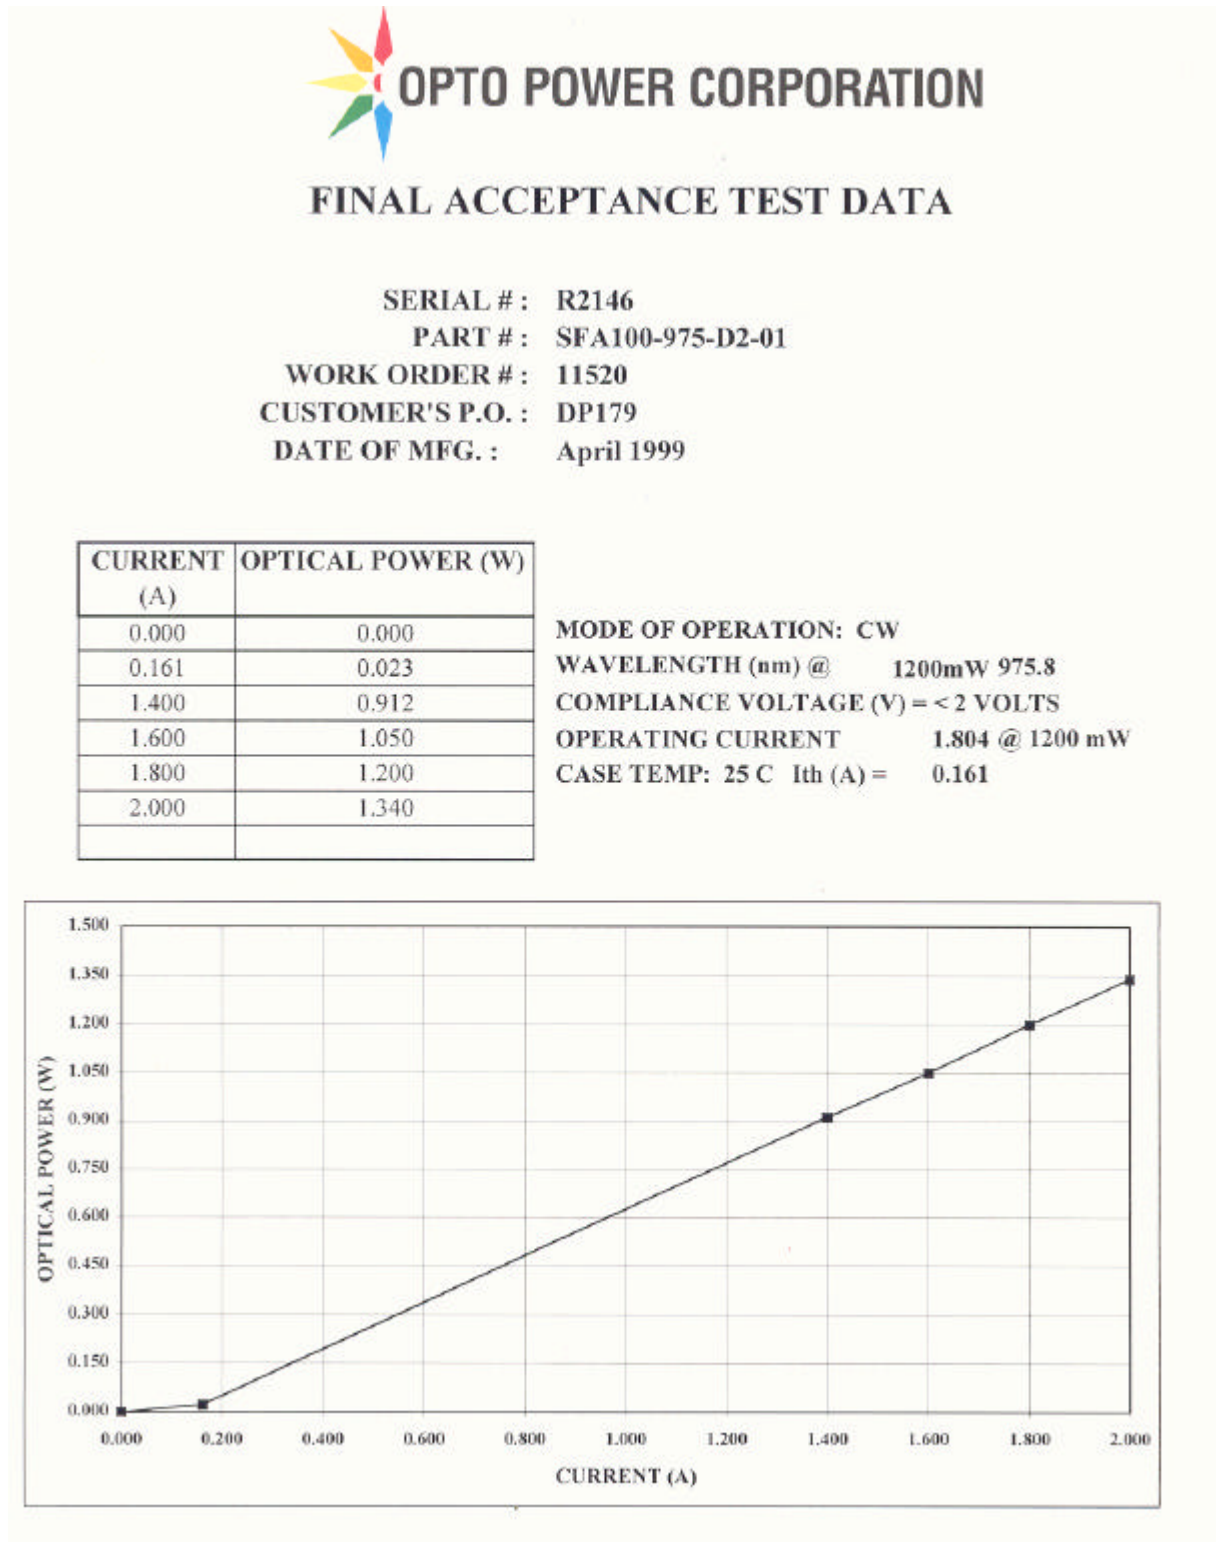 OPTO POWER CORPORATION
FINAL ACCEPTANCE TEST DATA
SERIAL # : R2146
PART # : SFA100-975-D2-01
WORK ORDER # : 11520
CUSTOMER'S P.O. : DP179
DATE OF MFG. : April 1999
CURRENT (A) OPTICAL POWER (W)
0.000 0.000
0.161 0.023
1.400 0.912
1.600 1.050
1.800 1.200
2.000 1.340
MODE OF OPERATION: CW
WAVELENGTH (nm) @ 1200mW 975.8
COMPLIANCE VOLTAGE (V) = < 2 VOLTS
OPERATING CURRENT 1.804 @ 1200 mW
CASE TEMP: 25 C Ith (A) = 0.161
OPTICAL POWER (W)
1.500
1.350
1.200
1.050
0.900
0.750
0.600
0.450
0.300
0.150
0.000
0.000 0.200 0.400 0.600 0.800 1.000 1.200 1.400 1.600 1.800 2.000
CURRENT (A)